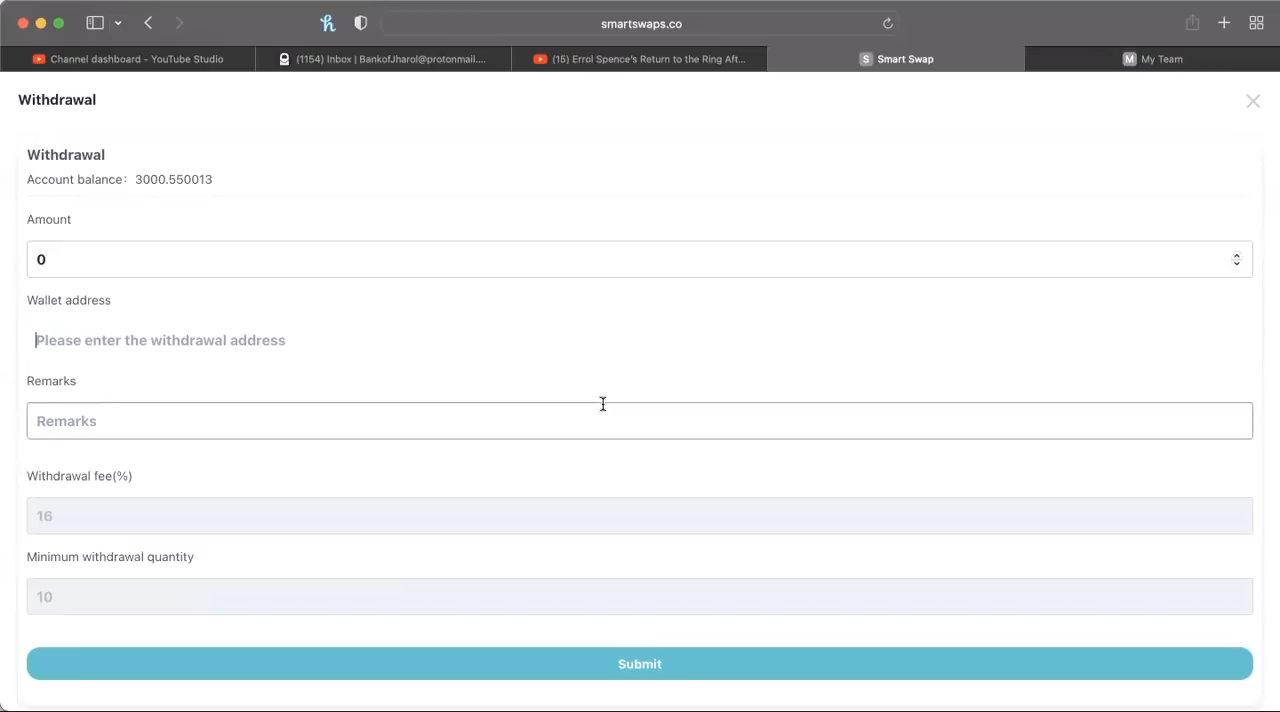 smartswaps.co
Channel dashboard - YouTube Studio
(1154) Inbox | BankofJharol@protonmail....
(15) Errol Spence's Return to the Ring Aft...
S Smart Swap
M My Team
Withdrawal
Withdrawal
Account balance: 3000.550013
Amount
0
Wallet address
Please enter the withdrawal address
Remarks
Remarks
Withdrawal fee(%)
16
Minimum withdrawal quantity
10
Submit